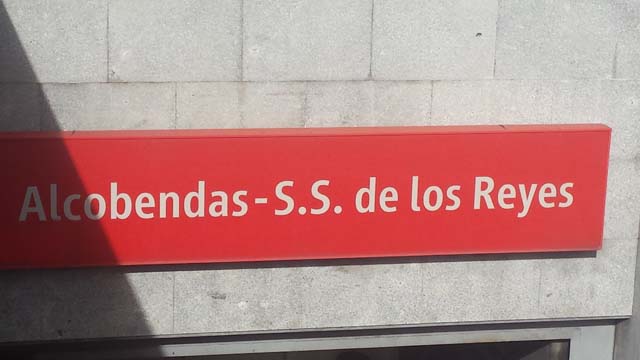 Alcobendas - S.S. de los Reyes